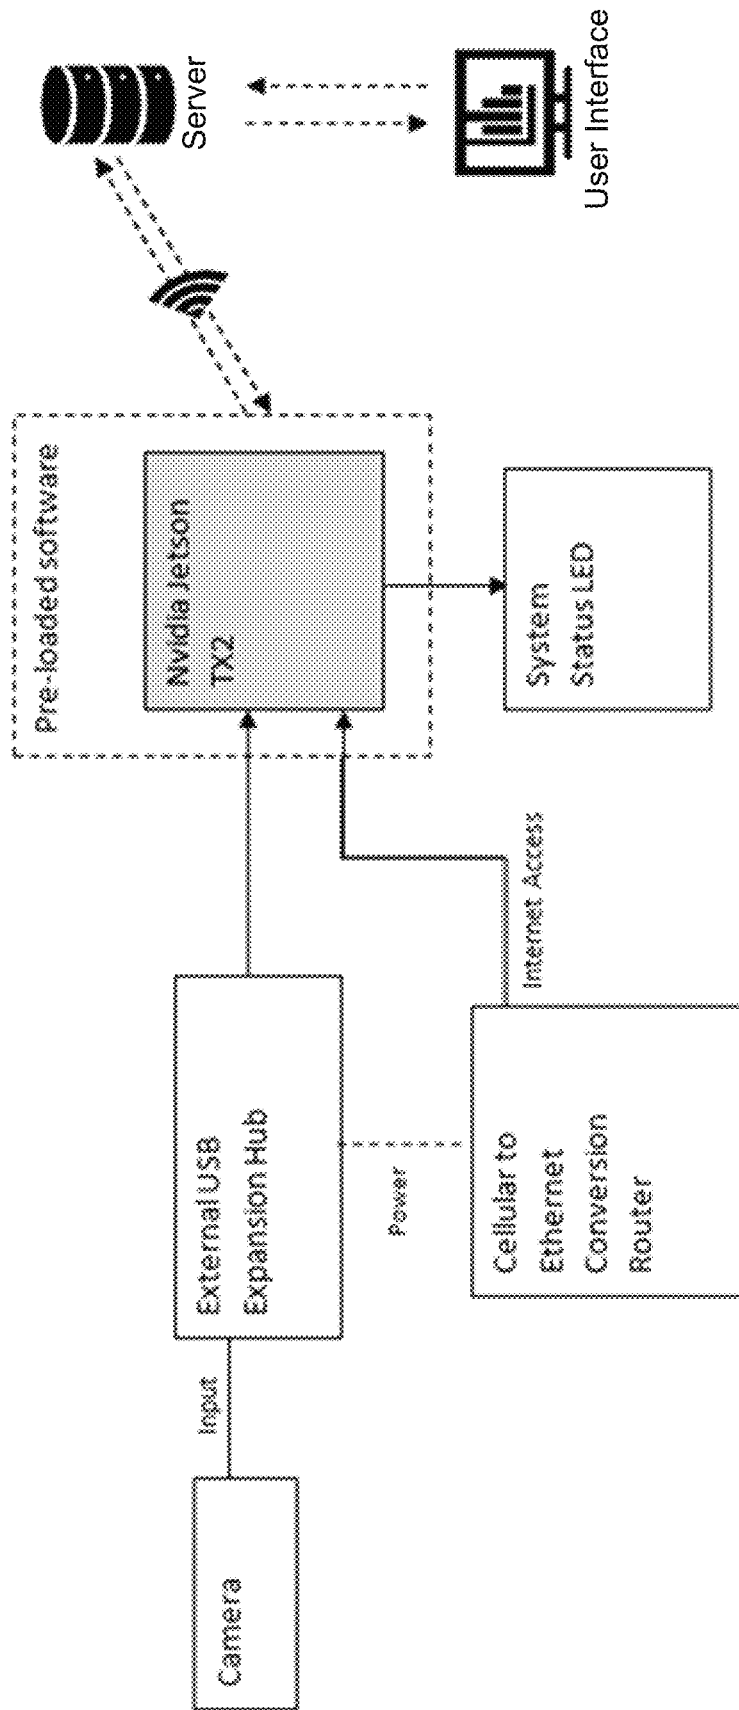 Camera
Input
External USB
Expansion Hub
Power
Cellular to
Ethernet
Conversion
Router
Internet Access
Pre-loaded software
Nvidia Jetson
TX2
System
Status LED
Server
User Interface